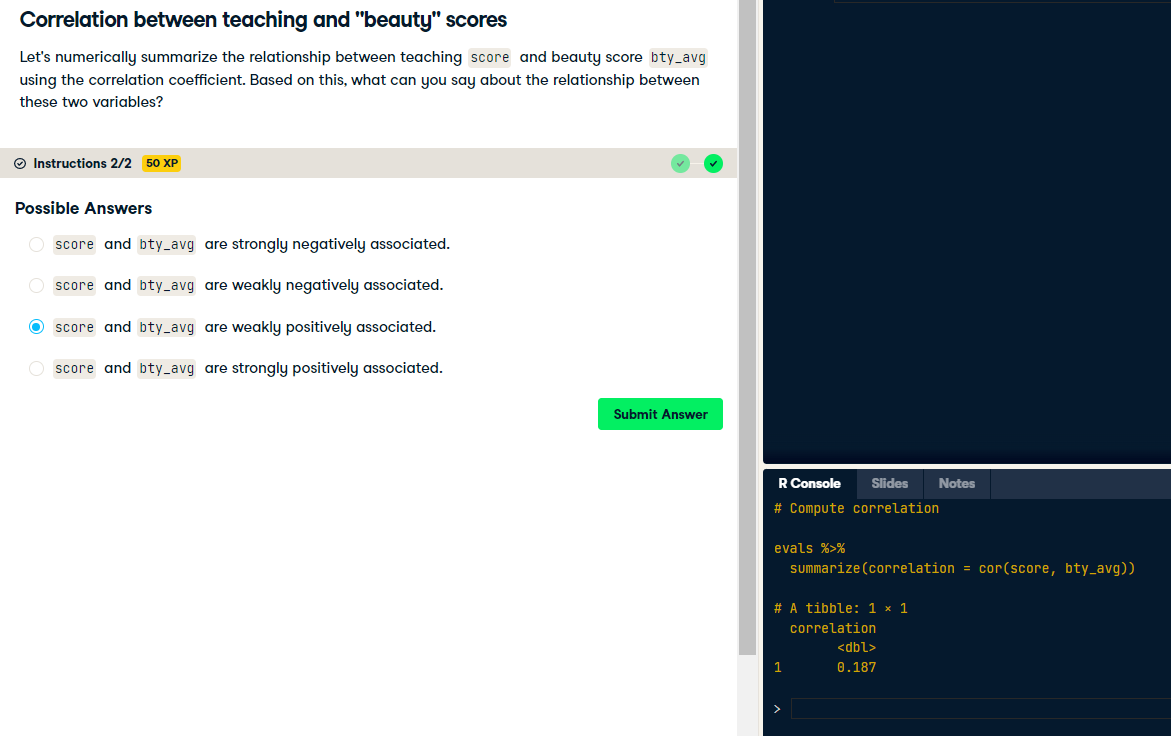 Correlation between teaching and "beauty" scores
Let's numerically summarize the relationship between teaching score and beauty score bty_avg
using the correlation coefficient. Based on this, what can you say about the relationship between
these two variables?
Instructions 2/2 50 XP
Possible Answers
score and bty_avg are strongly negatively associated.
score and bty_avg are weakly negatively associated.
score and bty_avg are weakly positively associated.
score and bty_avg are strongly positively associated.
Submit Answer
R Console Slides Notes
# Compute correlation
evals %>%
summarize(correlation = cor(score, bty_avg))
# A tibble: 1 × 1
correlation
<dbl>
1 0.187
>